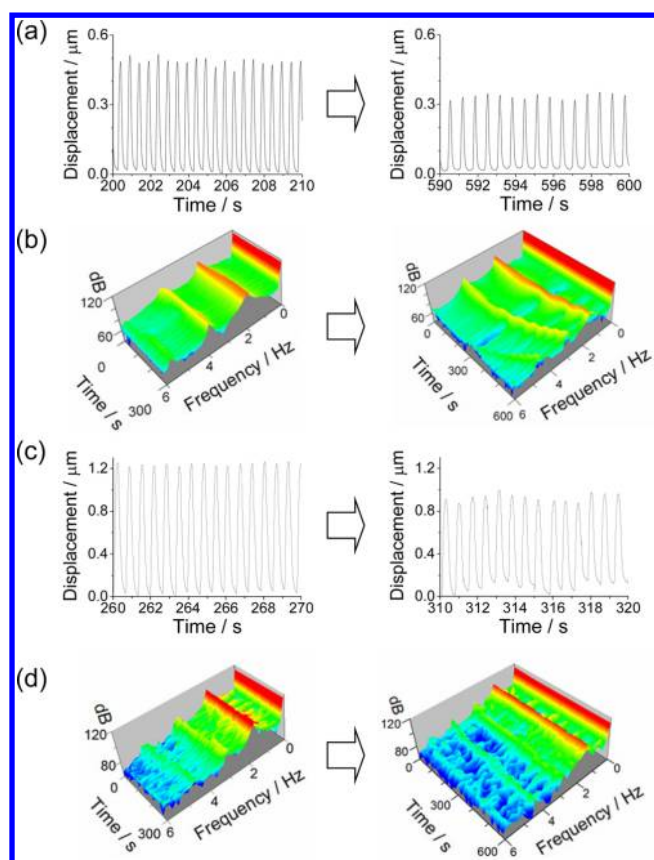 (a)
Displacement / μm
0.6
0.3
0.0
200 202 204 206 208 210
Time / s
Displacement / μm
0.6
0.3
0.0
590 592 594 596 598 600
Time / s
(b)
dB
120
60
0
300
Time / s
6
4
2
0
Frequency / Hz
dB
120
60
0
300
600
Time / s
6
4
2
0
Frequency / Hz
(c)
Displacement / μm
1.2
0.8
0.4
0.0
260 262 264 266 268 270
Time / s
Displacement / μm
1.2
0.8
0.4
0.0
310 312 314 316 318 320
Time / s
(d)
dB
120
80
0
300
Time / s
6
4
2
0
Frequency / Hz
dB
120
80
0
300
600
Time / s
6
4
2
0
Frequency / Hz